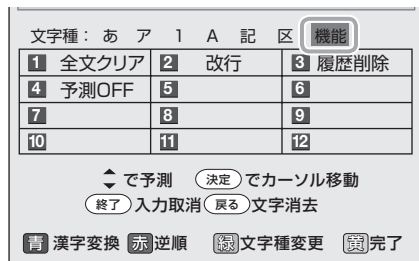 文字種： あ ア 1 A 記 区 機能
1 全文クリア 2 改行 3 履歴削除
4 予測OFF 5 6
7 8 9
10 11 12
で予測 決定 でカーソル移動
終了 入力取消 戻る 文字消去
青 漢字変換 赤 逆順 緑 文字種変更 黄 完了